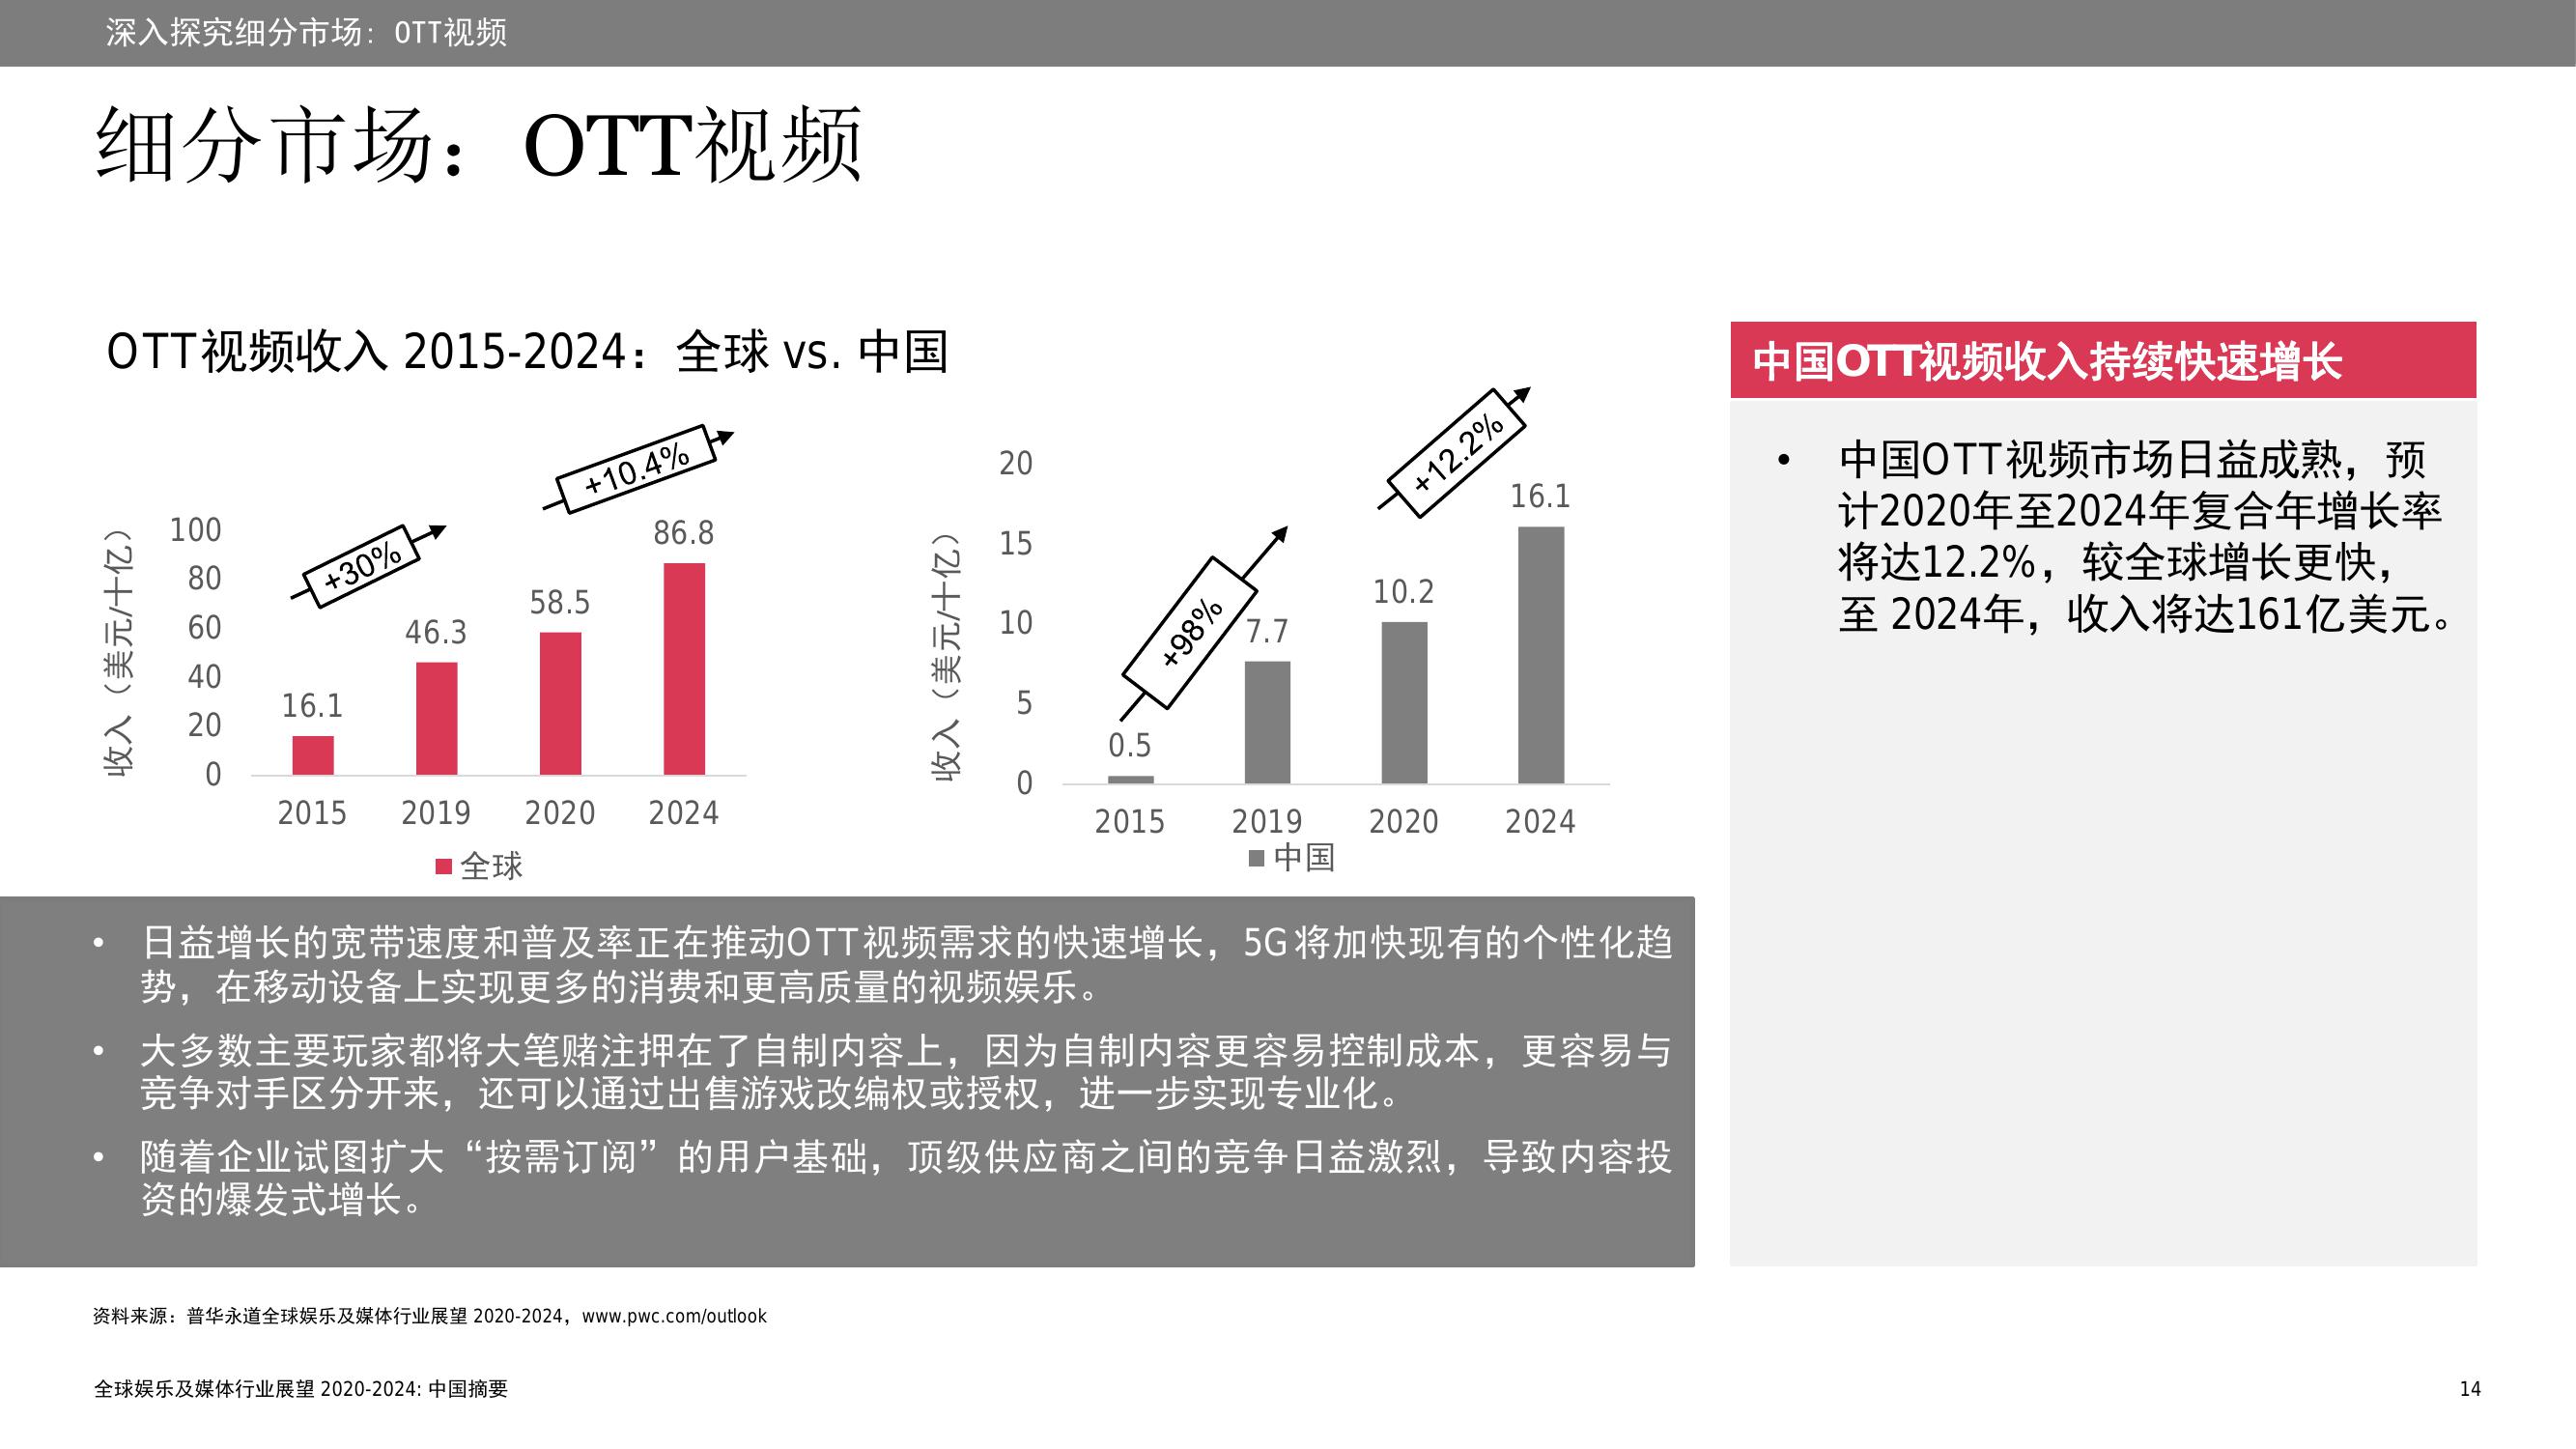 深入探究细分市场：OTT视频
细分市场：OTT视频
OTT视频收入 2015-2024：全球 vs. 中国
收入（美元/十亿）
100
80
60
40
20
0
+30%
+10.4%
16.1
46.3
58.5
86.8
2015
2019
2020
2024
全球
收入（美元/十亿）
20
15
10
5
0
+98%
+12.2%
0.5
7.7
10.2
16.1
2015
2019
2020
2024
中国
中国OTT视频收入持续快速增长
• 中国OTT视频市场日益成熟，预
计2020年至2024年复合年增长率
将达12.2%，较全球增长更快，
至 2024年，收入将达161亿美元。
• 日益增长的宽带速度和普及率正在推动OTT视频需求的快速增长，5G将加快现有的个性化趋
势，在移动设备上实现更多的消费和更高质量的视频娱乐。
• 大多数主要玩家都将大笔赌注押在了自制内容上，因为自制内容更容易控制成本，更容易与
竞争对手区分开来，还可以通过出售游戏改编权或授权，进一步实现专业化。
• 随着企业试图扩大“按需订阅”的用户基础，顶级供应商之间的竞争日益激烈，导致内容投
资的爆发式增长。
资料来源：普华永道全球娱乐及媒体行业展望 2020-2024，www.pwc.com/outlook
全球娱乐及媒体行业展望 2020-2024: 中国摘要
14